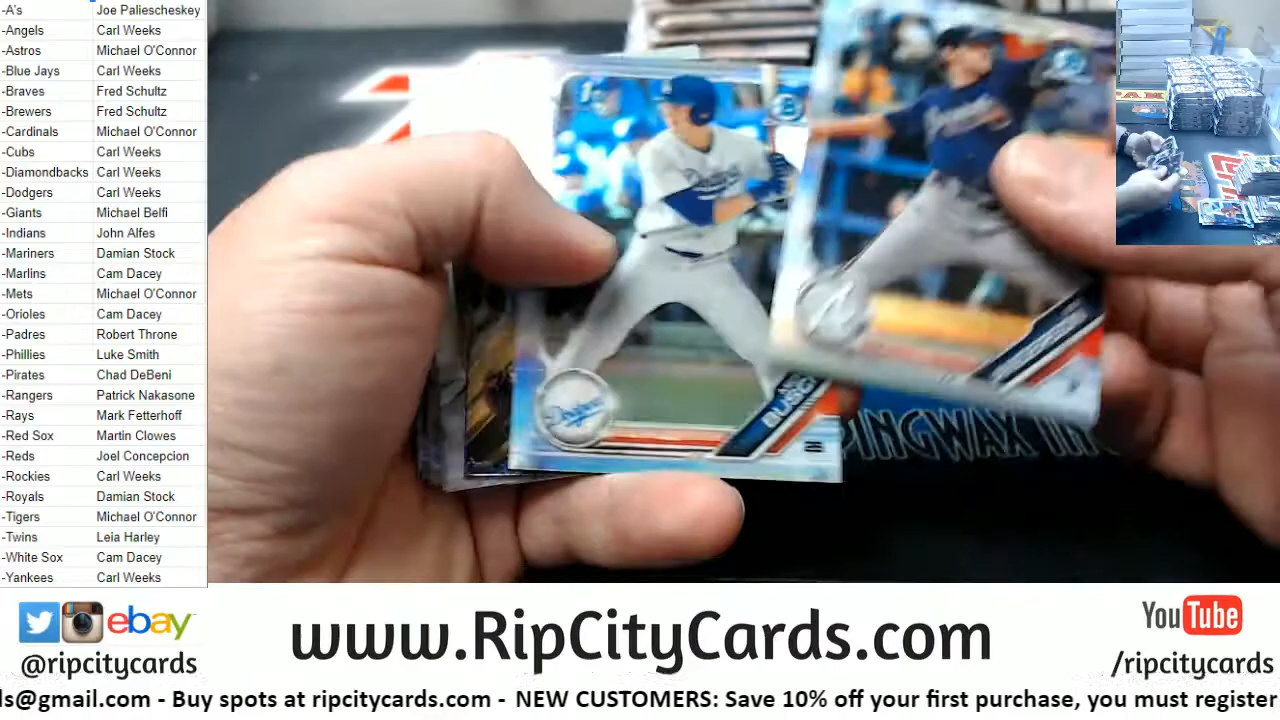 -A's Joe Paliescheskey
-Angels Carl Weeks
-Astros Michael O'Connor
-Blue Jays Carl Weeks
-Braves Fred Schultz
-Brewers Fred Schultz
-Cardinals Michael O'Connor
-Cubs Carl Weeks
-Diamondbacks Carl Weeks
-Dodgers Carl Weeks
-Giants Michael Belfi
-Indians John Alfes
-Mariners Damian Stock
-Marlins Cam Dacey
-Mets Michael O'Connor
-Orioles Cam Dacey
-Padres Robert Throne
-Phillies Luke Smith
-Pirates Chad DeBeni
-Rangers Patrick Nakasone
-Rays Mark Fetterhoff
-Red Sox Martin Clowes
-Reds Joel Concepcion
-Rockies Carl Weeks
-Royals Damian Stock
-Tigers Michael O'Connor
-Twins Leia Harley
-White Sox Cam Dacey
-Yankees Carl Weeks
Dodgers
Dodgers
PINGWAX
ebay
@ripcitycards
www.RipCityCards.com
YouTube
/ripcitycards
ls@gmail.com - Buy spots at ripcitycards.com - NEW CUSTOMERS: Save 10% off your first purchase, you must register